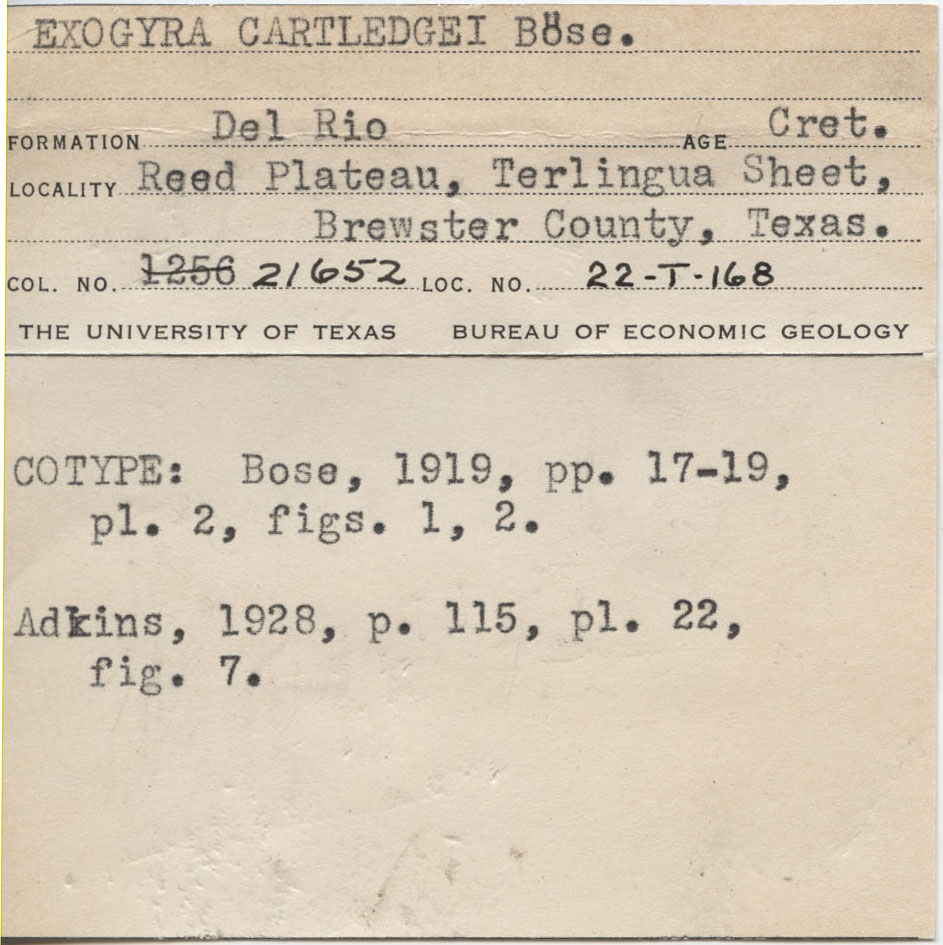 EXOGYRA CARTLEDGEI Böse.
FORMATION Del Rio AGE Cret.
LOCALITY Reed Plateau, Terlingua Sheet,
Brewster County, Texas.
COL. NO. 1256 21652 LOC. NO. 22-T-168
THE UNIVERSITY OF TEXAS BUREAU OF ECONOMIC GEOLOGY
COTYPE: Bose, 1919, pp. 17-19,
pl. 2, figs. 1, 2.
Adkins, 1928, p. 115, pl. 22,
fig. 7.